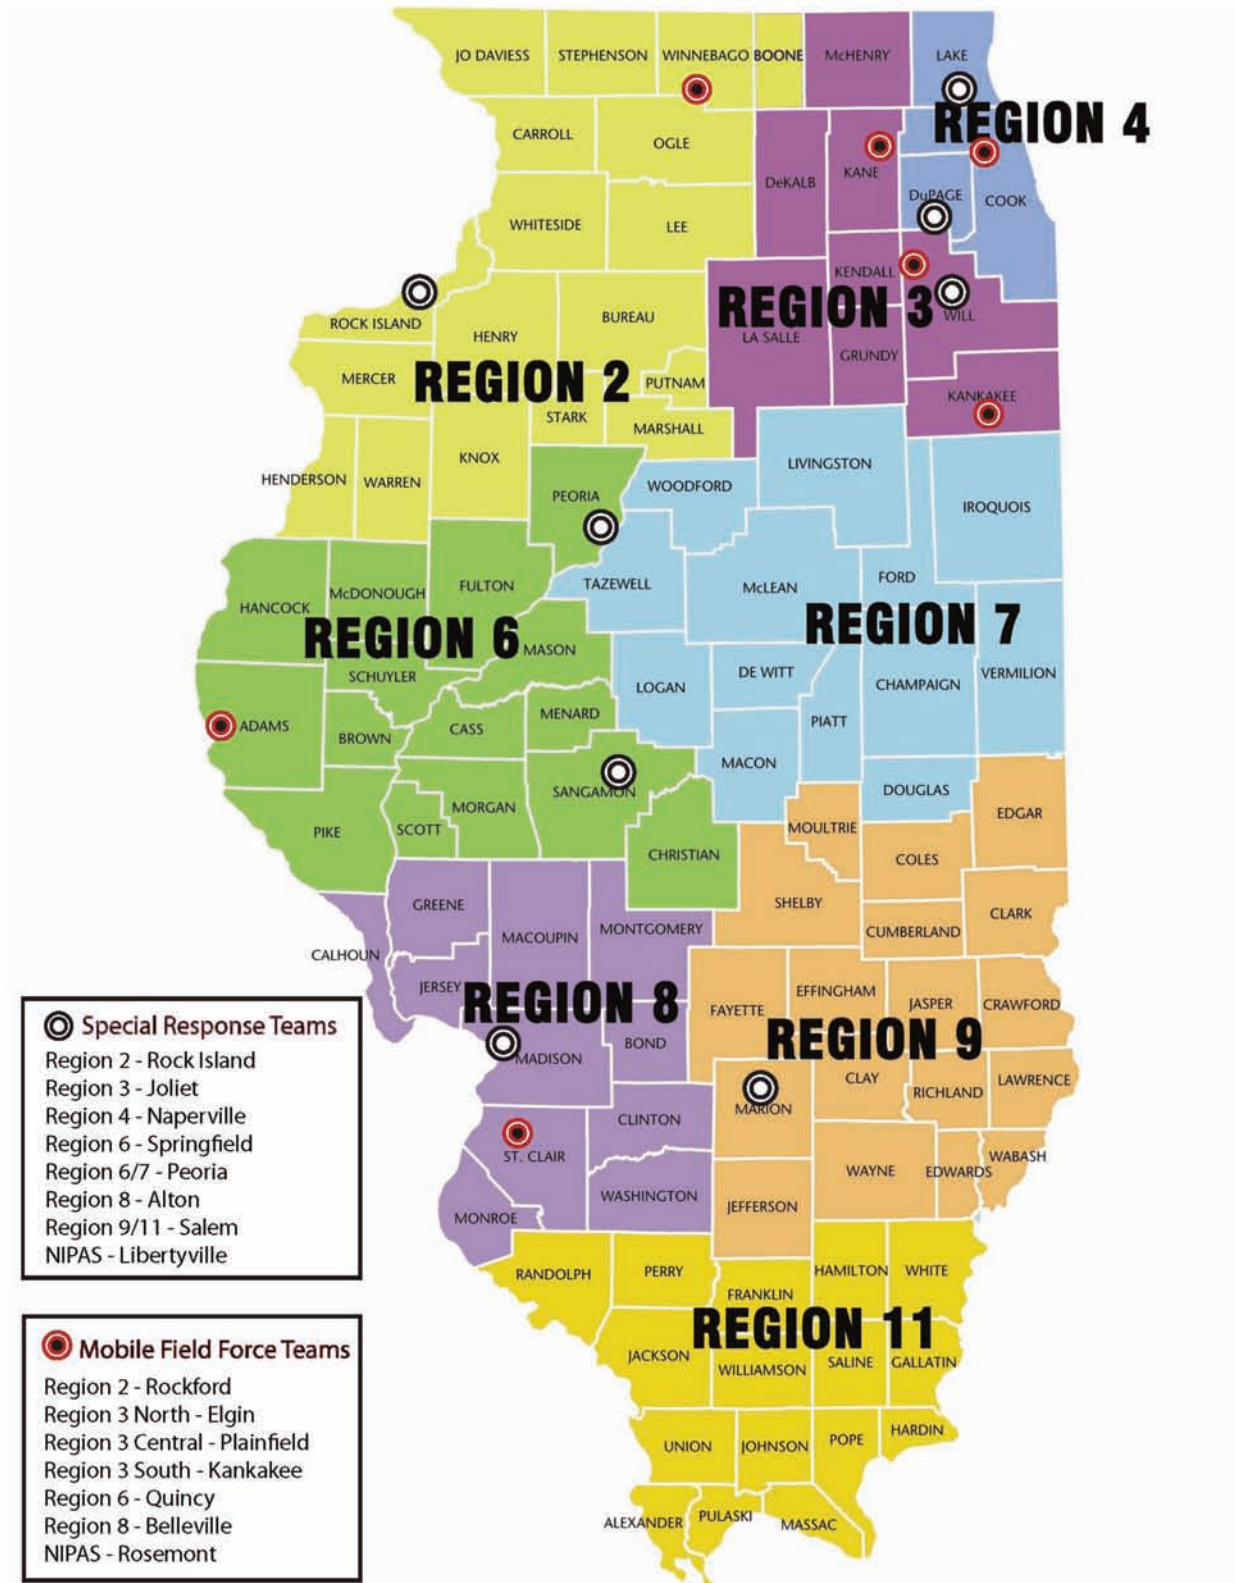 JO DAVIESS
STEPHENSON
WINNEBAGO
BOONE
McHENRY
LAKE
REGION 4
CARROLL
OGLE
DeKALB
KANE
DuPAGE
COOK
WHITESIDE
LEE
KENDALL
REGION 3
WILL
ROCK ISLAND
HENRY
BUREAU
LA SALLE
GRUNDY
MERCER
REGION 2
PUTNAM
KANKAKEE
STARK
MARSHALL
HENDERSON
WARREN
KNOX
PEORIA
WOODFORD
LIVINGSTON
IROQUOIS
HANCOCK
McDONOUGH
FULTON
TAZEWELL
McLEAN
FORD
REGION 6
MASON
REGION 7
SCHUYLER
LOGAN
DE WITT
CHAMPAIGN
VERMILION
ADAMS
BROWN
CASS
MENARD
PIATT
MACON
PIKE
SCOTT
MORGAN
SANGAMON
DOUGLAS
CHRISTIAN
MOULTRIE
COLES
EDGAR
GREENE
MACOUPIN
MONTGOMERY
SHELBY
CUMBERLAND
CLARK
CALHOUN
JERSEY
REGION 8
FAYETTE
EFFINGHAM
JASPER
CRAWFORD
REGION 9
MADISON
BOND
MARION
CLAY
RICHLAND
LAWRENCE
ST. CLAIR
CLINTON
WAYNE
EDWARDS
WABASH
MONROE
WASHINGTON
JEFFERSON
RANDOLPH
PERRY
FRANKLIN
HAMILTON
WHITE
REGION 11
JACKSON
WILLIAMSON
SALINE
GALLATIN
UNION
JOHNSON
POPE
HARDIN
ALEXANDER
PULASKI
MASSAC
Special Response Teams
Region 2 - Rock Island
Region 3 - Joliet
Region 4 - Naperville
Region 6 - Springfield
Region 6/7 - Peoria
Region 8 - Alton
Region 9/11 - Salem
NIPAS - Libertyville
Mobile Field Force Teams
Region 2 - Rockford
Region 3 North - Elgin
Region 3 Central - Plainfield
Region 3 South - Kankakee
Region 6 - Quincy
Region 8 - Belleville
NIPAS - Rosemont